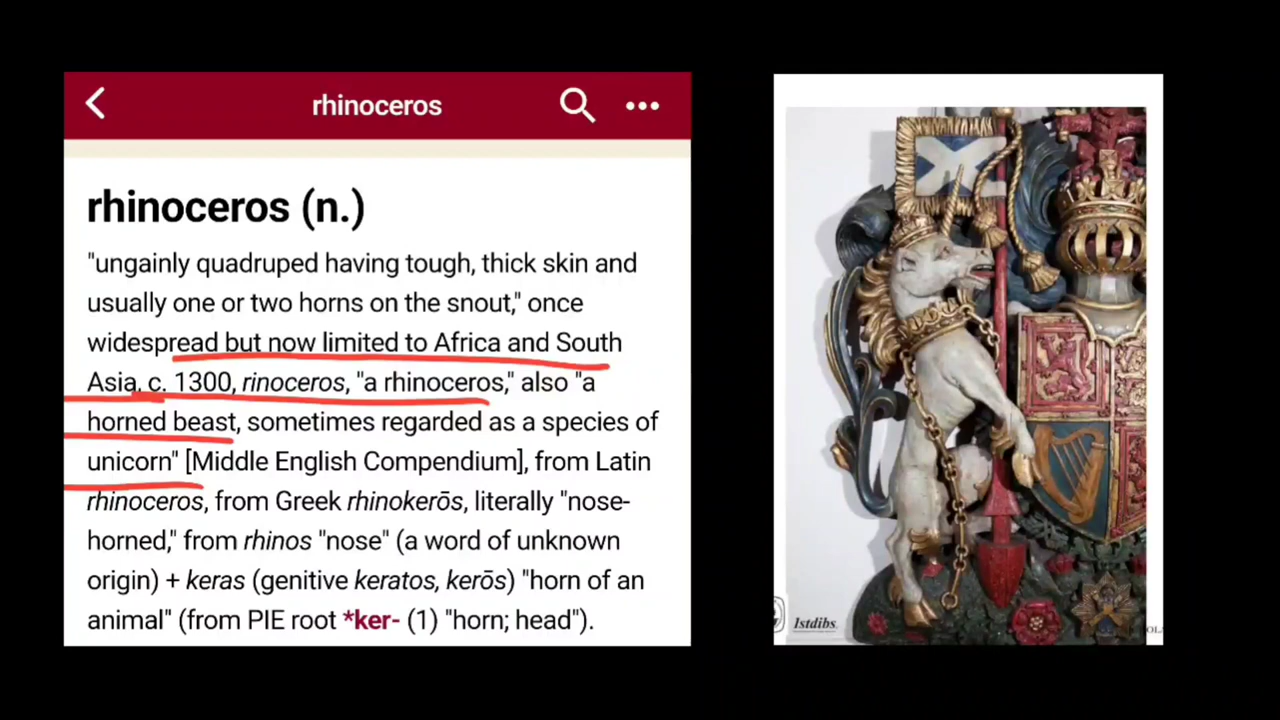 rhinoceros
rhinoceros (n.)
"ungainly quadruped having tough, thick skin and
usually one or two horns on the snout," once
widespread but now limited to Africa and South
Asia, c. 1300, rinoceros, "a rhinoceros," also "a
horned beast, sometimes regarded as a species of
unicorn" [Middle English Compendium], from Latin
rhinoceros, from Greek rhinokerōs, literally "nose-
horned," from rhinos "nose" (a word of unknown
origin) + keras (genitive keratos, kerōs) "horn of an
animal" (from PIE root *ker- (1) "horn; head").
1stdibs